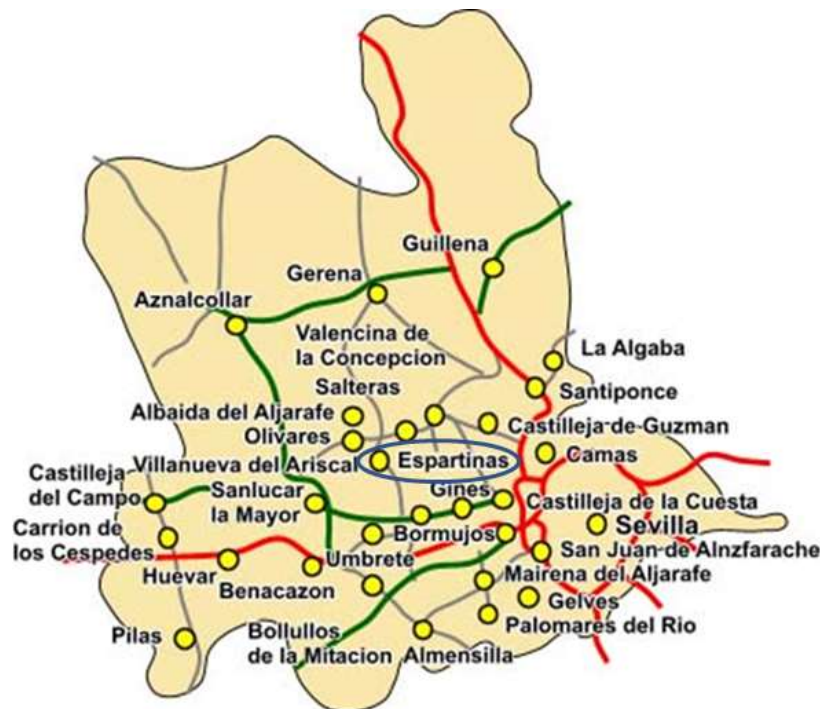 Guillena
Gerena
Aznalcollar
Valencina de
la Concepcion
La Algaba
Salteras
Santiponce
Albaida del Aljarafe
Castilleja de Guzman
Olivares
Camas
Villanueva del Ariscal
Espartinas
Castilleja
del Campo
Sanlucar
la Mayor
Gines
Castilleja de la Cuesta
Sevilla
Carrion de
los Cespedes
Bormujos
San Juan de Alnzfarache
Huevar
Umbrete
Benacazon
Mairena del Aljarafe
Gelves
Palomares del Rio
Pilas
Bollullos
de la Mitacion
Almensilla